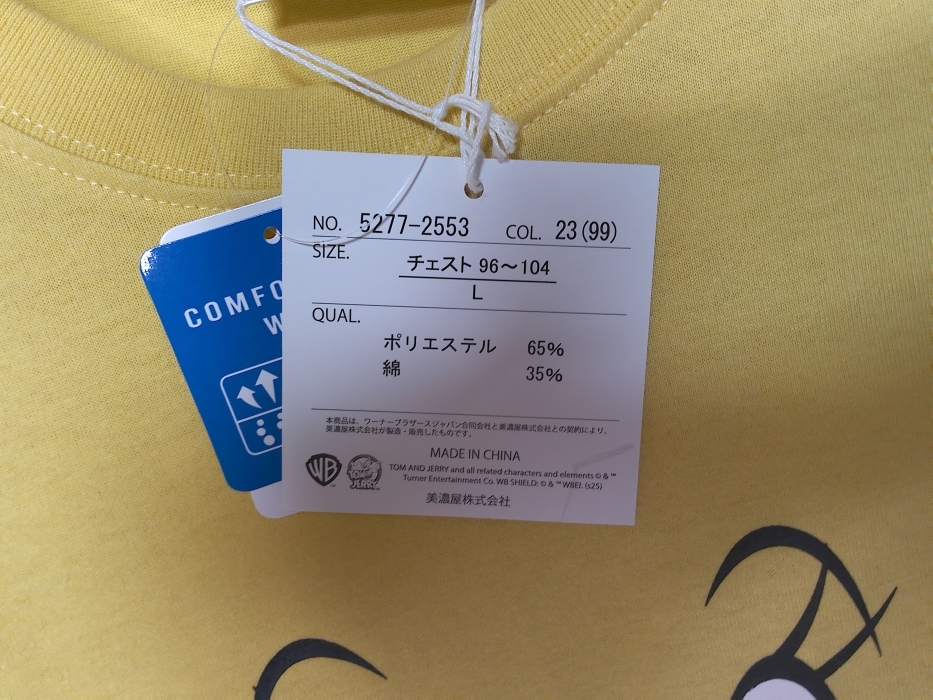 NO. 5277-2553 COL. 23(99)
SIZE.
チェスト 96〜104
L
QUAL.
ポリエステル 65%
綿 35%
本商品は、ワーナーブラザースジャパン合同会社と美濃屋株式会社との契約により、
美濃屋株式会社が製造・販売したものです。
MADE IN CHINA
WB TOM AND JERRY
TOM AND JERRY and all related characters and elements © & ™
Turner Entertainment Co. WB SHIELD: © & ™ WBEI. (s25)
美濃屋株式会社
COMFO
W